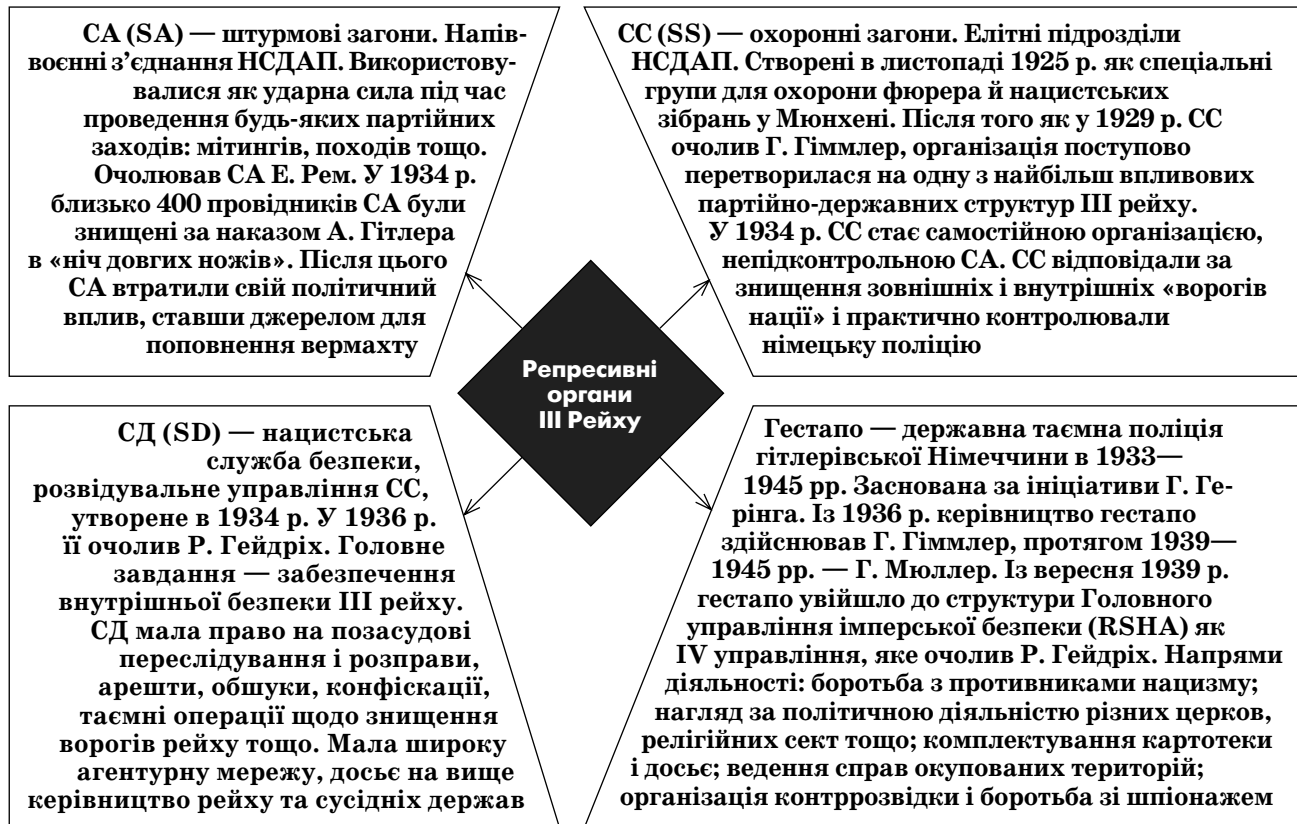 СА (SA) — штурмові загони. Напів-
воєнні з’єднання НСДАП. Використову-
валися як ударна сила під час
проведення будь-яких партійних
заходів: мітингів, походів тощо.
Очолював СА Е. Рем. У 1934 р.
близько 400 провідників СА були
знищені за наказом А. Гітлера
в «ніч довгих ножів». Після цього
СА втратили свій політичний
вплив, ставши джерелом для
поповнення вермахту
СС (SS) — охоронні загони. Елітні підрозділи
НСДАП. Створені в листопаді 1925 р. як спеціальні
групи для охорони фюрера й нацистських
зібрань у Мюнхені. Після того як у 1929 р. СС
очолив Г. Гіммлер, організація поступово
перетворилася на одну з найбільш впливових
партійно-державних структур III рейху.
У 1934 р. СС стає самостійною організацією,
непідконтрольною СА. СС відповідали за
знищення зовнішніх і внутрішніх «ворогів
нації» і практично контролювали
німецьку поліцію
Репресивні
органи
III Рейху
СД (SD) — нацистська
служба безпеки,
розвідувальне управління СС,
утворене в 1934 р. У 1936 р.
її очолив Р. Гейдріх. Головне
завдання — забезпечення
внутрішньої безпеки III рейху.
СД мала право на позасудові
переслідування і розправи,
арешти, обшуки, конфіскації,
таємні операції щодо знищення
ворогів рейху тощо. Мала широку
агентурну мережу, досьє на вище
керівництво рейху та сусідніх держав
Гестапо — державна таємна поліція
гітлерівської Німеччини в 1933—
1945 рр. Заснована за ініціативи Г. Ге-
рінга. Із 1936 р. керівництво гестапо
здійснював Г. Гіммлер, протягом 1939—
1945 рр. — Г. Мюллер. Із вересня 1939 р.
гестапо увійшло до структури Головного
управління імперської безпеки (RSHA) як
IV управління, яке очолив Р. Гейдріх. Напрями
діяльності: боротьба з противниками нацизму;
нагляд за політичною діяльністю різних церков,
релігійних сект тощо; комплектування картотеки
і досьє; ведення справ окупованих територій;
організація контррозвідки і боротьба зі шпіонажем